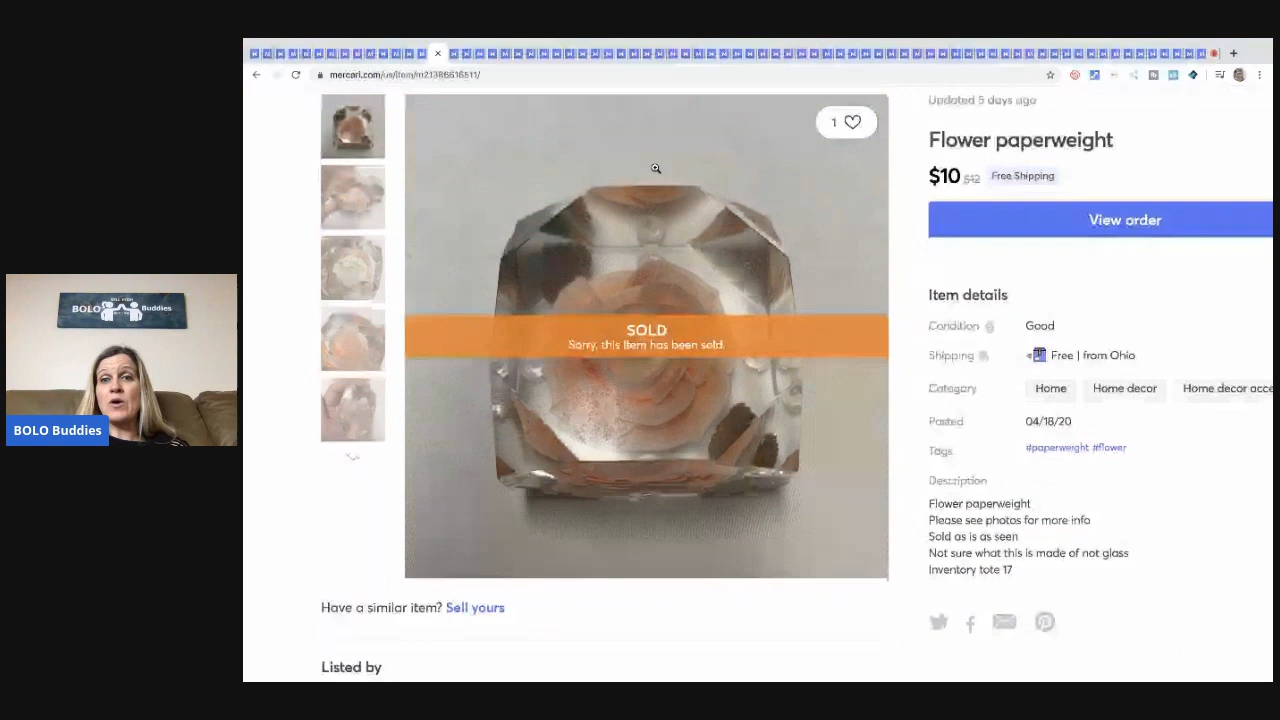 mercari.com/us/item/m21386616511/
1
Updated 5 days ago
Flower paperweight
$10 $12 Free Shipping
View order
SOLD
Sorry, this item has been sold.
Item details
Condition Good
Shipping Free | from Ohio
Category Home Home decor Home decor acce
Posted 04/18/20
Tags #paperweight #flower
Description
Flower paperweight
Please see photos for more info
Sold as is as seen
Not sure what this is made of not glass
Inventory tote 17
Have a similar item? Sell yours
Listed by
BOLO Buddies
BOLO Buddies